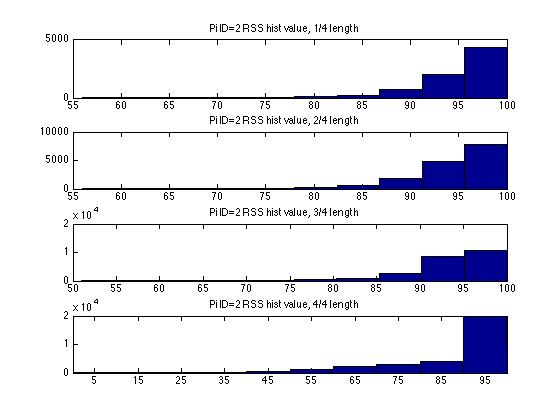 PiID=2 RSS hist value, 1/4 length
5000
0
55 60 65 70 75 80 85 90 95 100
PiID=2 RSS hist value, 2/4 length
10000
5000
0
55 60 65 70 75 80 85 90 95 100
PiID=2 RSS hist value, 3/4 length
x 10^4
2
1
0
50 55 60 65 70 75 80 85 90 95 100
PiID=2 RSS hist value, 4/4 length
x 10^4
2
1
0
5 15 25 35 45 55 65 75 85 95